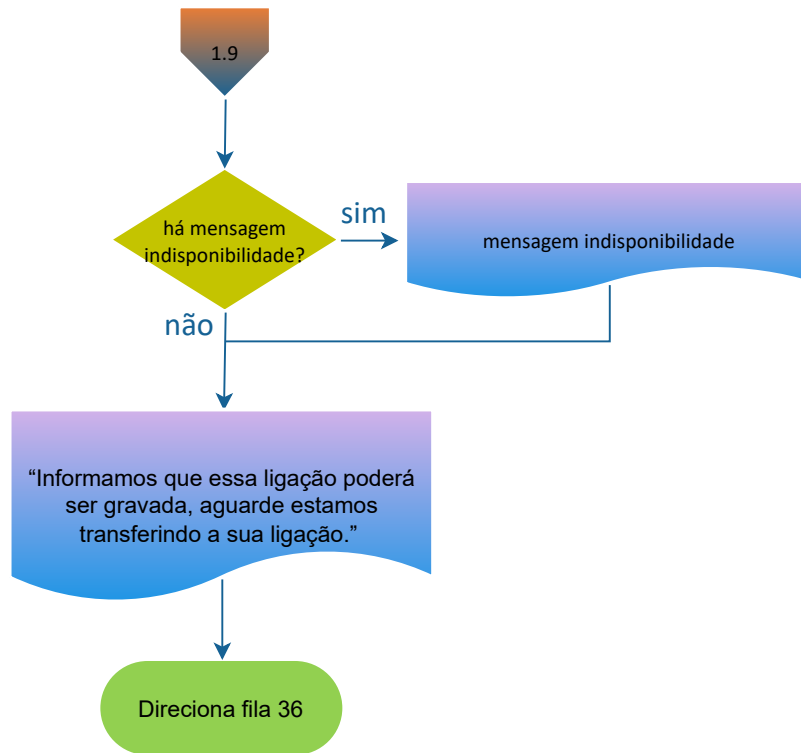 1.9
há mensagem
indisponibilidade?
sim
mensagem indisponibilidade
não
“Informamos que essa ligação poderá
ser gravada, aguarde estamos
transferindo a sua ligação.”
Direciona fila 36